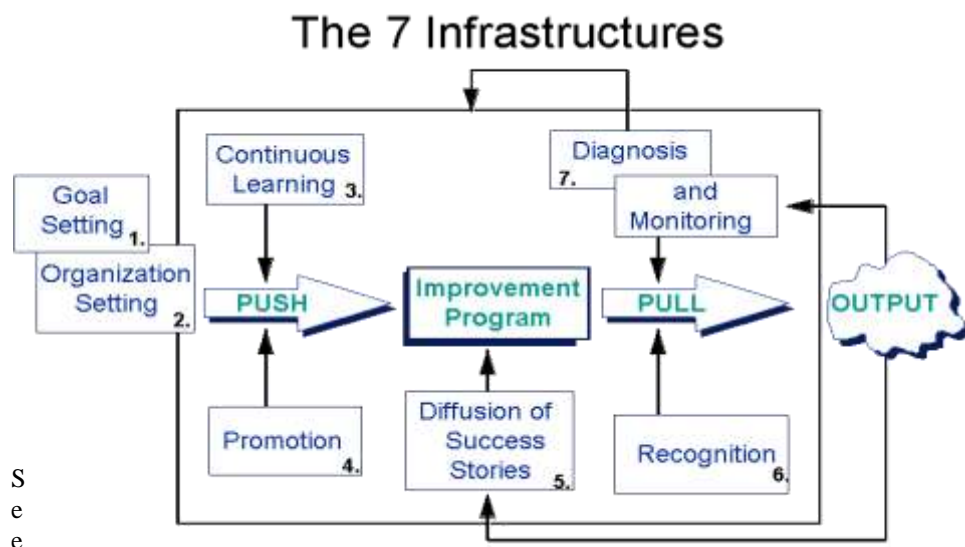 The 7 Infrastructures
Continuous
Learning 3.
Diagnosis
7.
and
Monitoring
Goal
Setting 1.
Organization
Setting 2.
PUSH
Improvement
Program
PULL
OUTPUT
Promotion 4.
Diffusion of
Success
Stories 5.
Recognition 6.
S
e
e